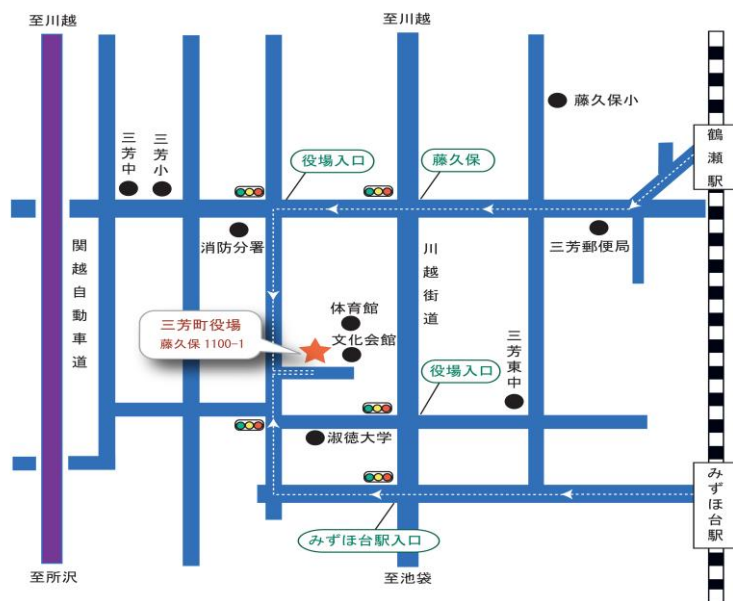 至川越
至川越
藤久保小
鶴瀬駅
三芳中
三芳小
役場入口
藤久保
消防分署
三芳郵便局
関越自動車道
川越街道
体育館
三芳町役場
藤久保 1100-1
文化会館
三芳東中
役場入口
淑徳大学
みずほ台駅
みずほ台駅入口
至所沢
至池袋